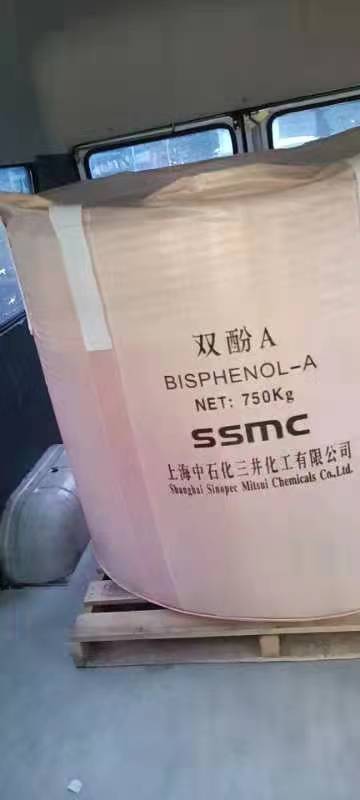 双酚A
BISPHENOL-A
NET: 750Kg
SSMC
上海中石化三井化工有限公司
Shanghai Sinopec Mitsui Chemicals Co.,Ltd.